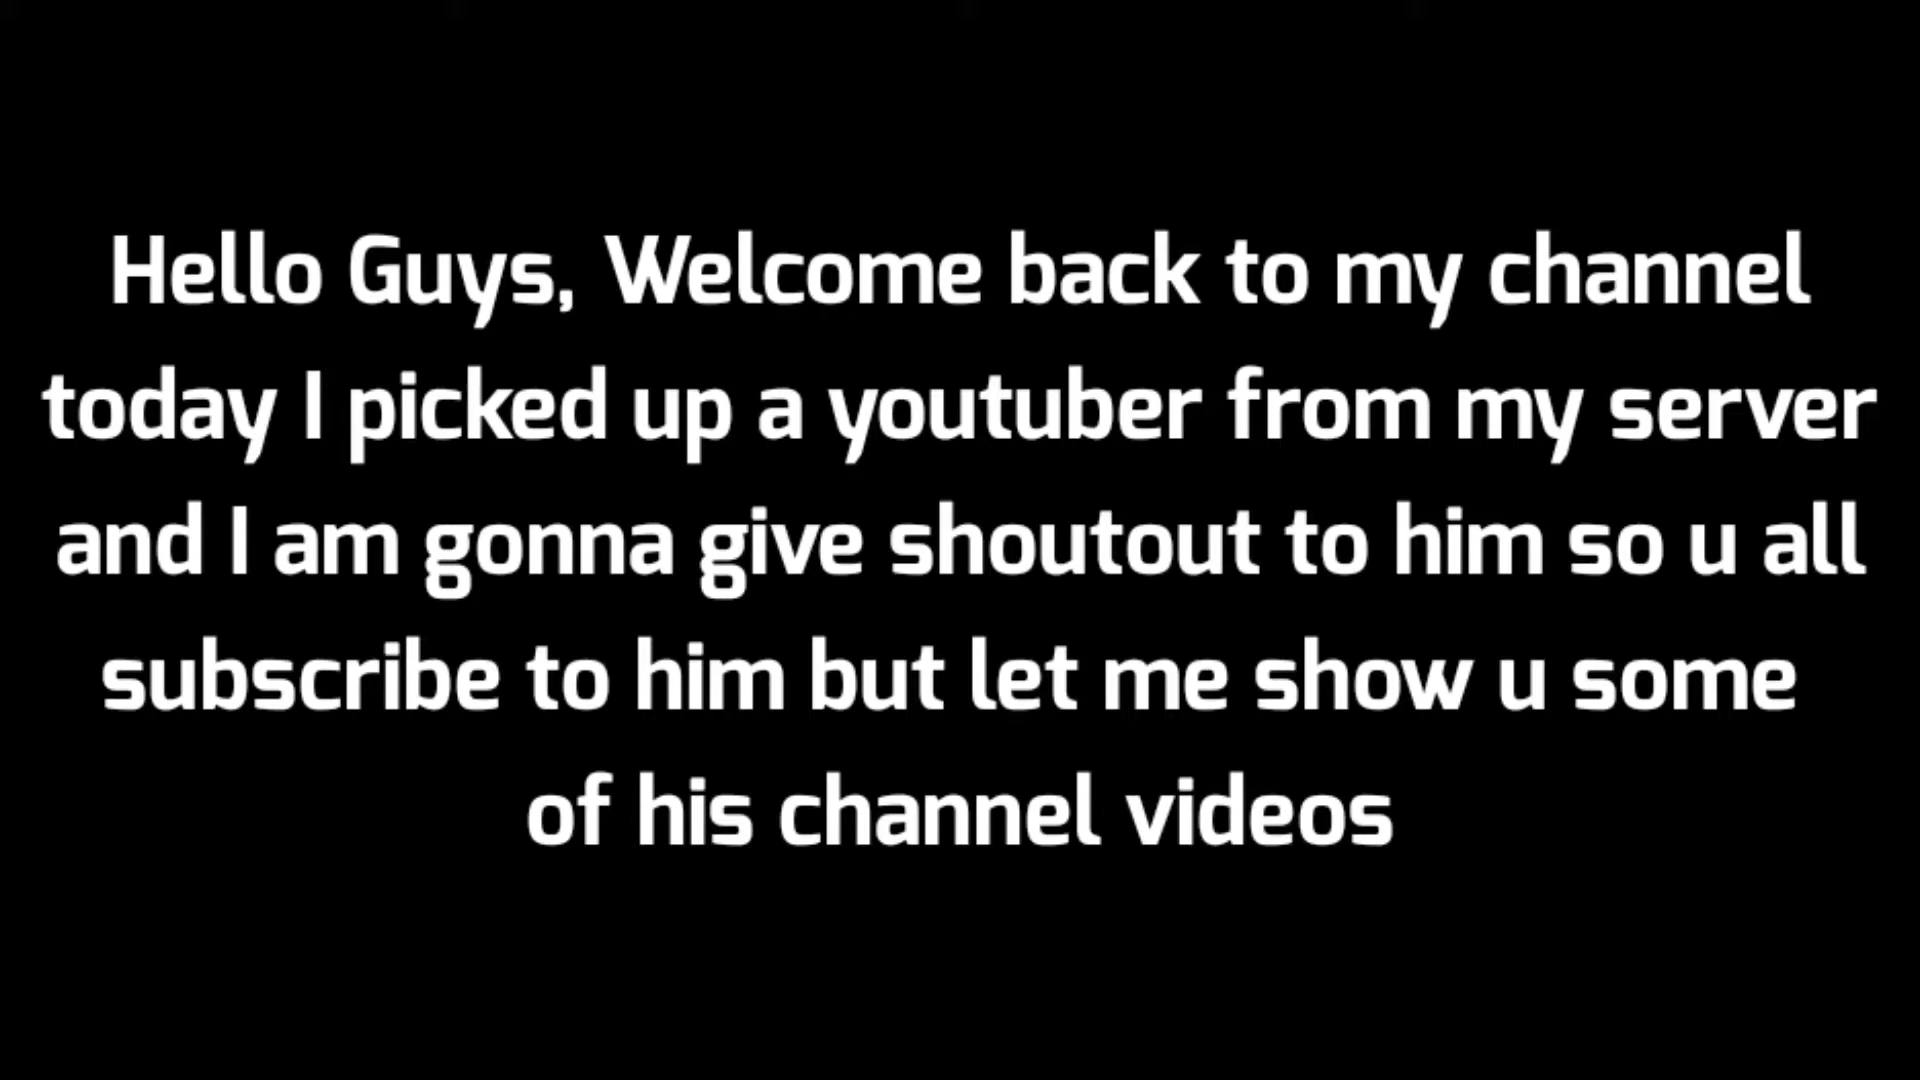 Hello Guys, Welcome back to my channel
today I picked up a youtuber from my server
and I am gonna give shoutout to him so u all
subscribe to him but let me show u some
of his channel videos